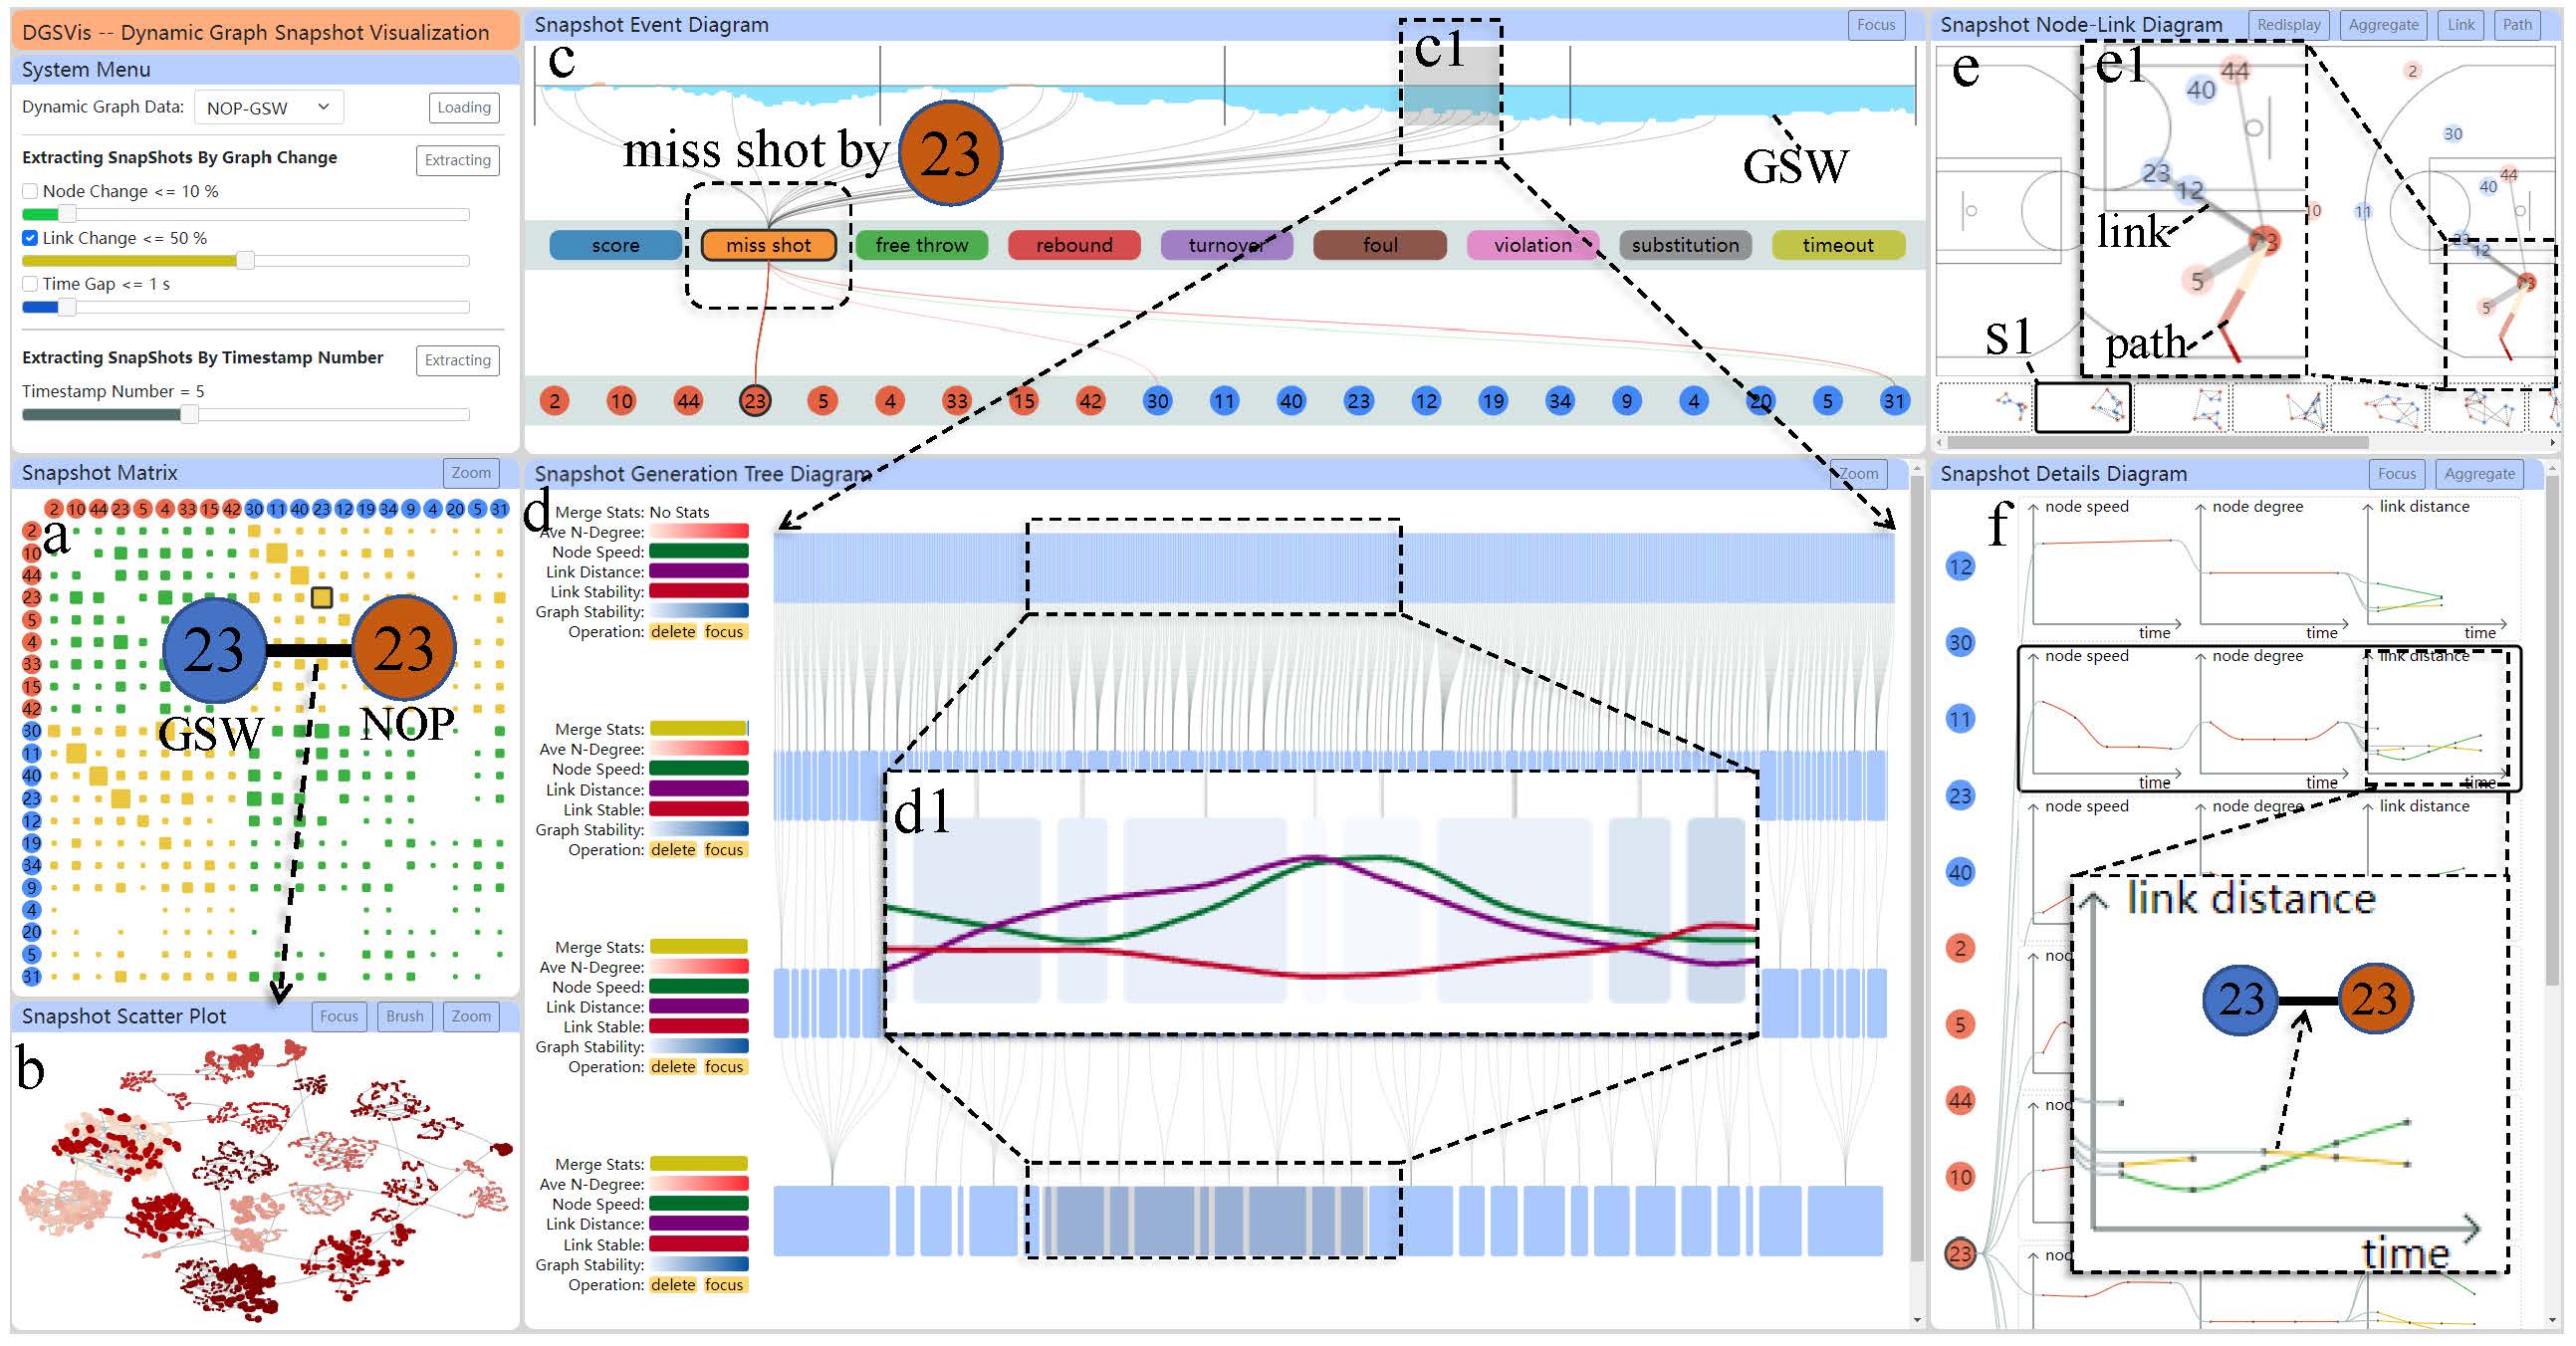 DGSVis -- Dynamic Graph Snapshot Visualization
System Menu
Dynamic Graph Data: NOP-GSW Loading
Extracting SnapShots By Graph Change Extracting
Node Change <= 10 %
Link Change <= 50 %
Time Gap <= 1 s
Extracting SnapShots By Timestamp Number Extracting
Timestamp Number = 5
Snapshot Matrix Zoom
2 10 44 23 5 4 33 15 42 30 11 40 23 12 19 34 9 4 20 5 31
a
2
10
44
23
5
4
33
15
42
30
11
40
23
12
19
34
9
4
20
5
31
23 23
GSW NOP
Snapshot Scatter Plot Focus Brush Zoom
b
Snapshot Event Diagram Focus
c c1
miss shot by 23
GSW
score miss shot free throw rebound turnover foul violation substitution timeout
2 10 44 23 5 4 33 15 42 30 11 40 23 12 19 34 9 4 20 5 31
Snapshot Generation Tree Diagram Zoom
d
Merge Stats: No Stats
Ave N-Degree:
Node Speed:
Link Distance:
Link Stability:
Graph Stability:
Operation: delete focus
Merge Stats:
Ave N-Degree:
Node Speed:
Link Distance:
Link Stable:
Graph Stability:
Operation: delete focus
d1
Merge Stats:
Ave N-Degree:
Node Speed:
Link Distance:
Link Stable:
Graph Stability:
Operation: delete focus
Merge Stats:
Ave N-Degree:
Node Speed:
Link Distance:
Link Stable:
Graph Stability:
Operation: delete focus
Snapshot Node-Link Diagram Redisplay Aggregate Link Path
e e1
44
40
23
12
link
5
path
s1
2
30
44
40
10
11
12
5
Snapshot Details Diagram Focus Aggregate
f
12
30
11
23
40
2
5
44
10
23
node speed node degree link distance
time time time
node speed node degree link distance
time time time
node speed node degree link distance
link distance
23 23
time